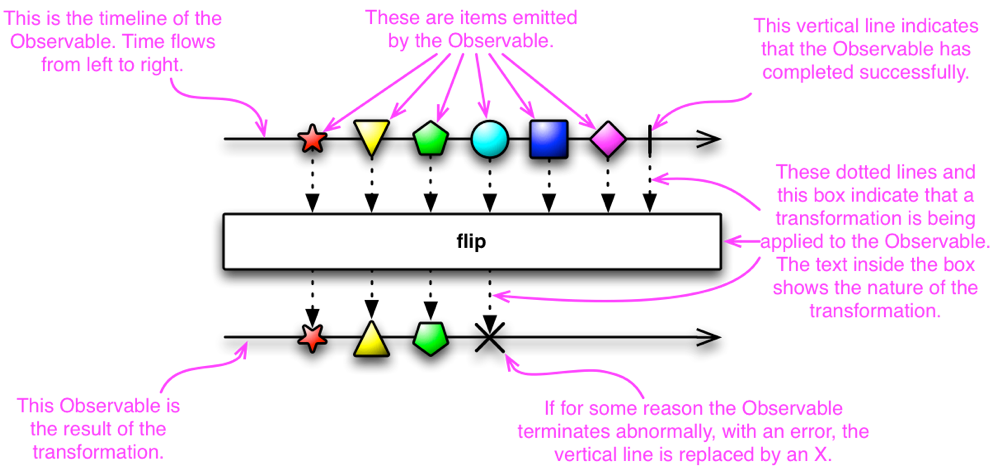 This is the timeline of the
Observable. Time flows
from left to right.
These are items emitted
by the Observable.
This vertical line indicates
that the Observable has
completed successfully.
These dotted lines and
this box indicate that a
transformation is being
applied to the Observable.
The text inside the box
shows the nature of the
transformation.
flip
This Observable is
the result of the
transformation.
If for some reason the Observable
terminates abnormally, with an error, the
vertical line is replaced by an X.